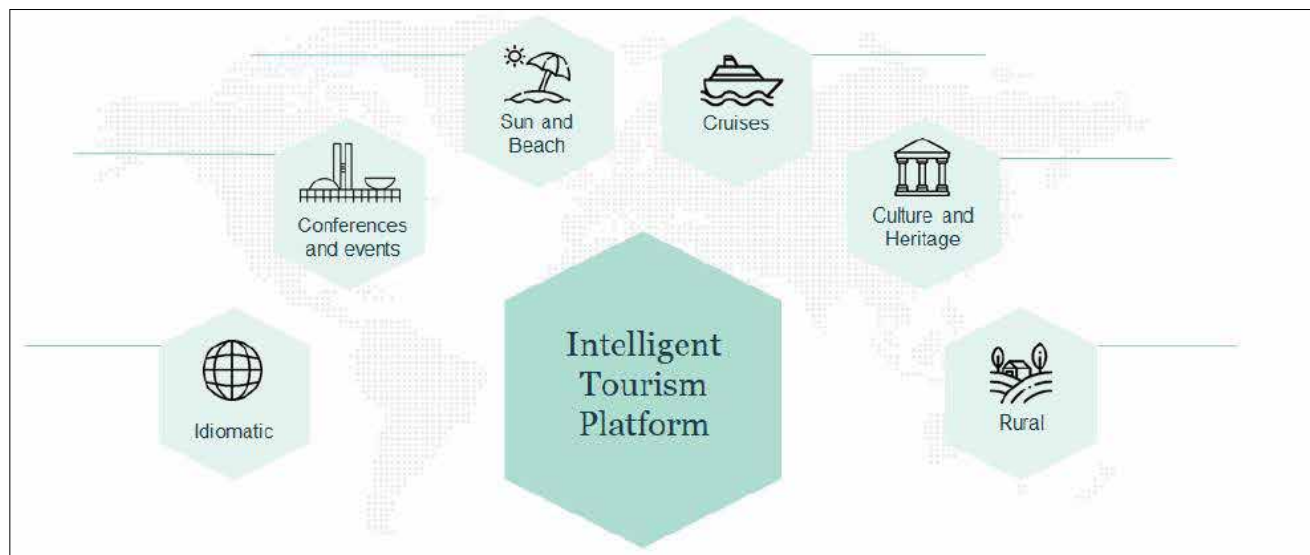 Sun and
Beach
Cruises
Conferences
and events
Culture and
Heritage
Intelligent
Tourism
Platform
Idiomatic
Rural